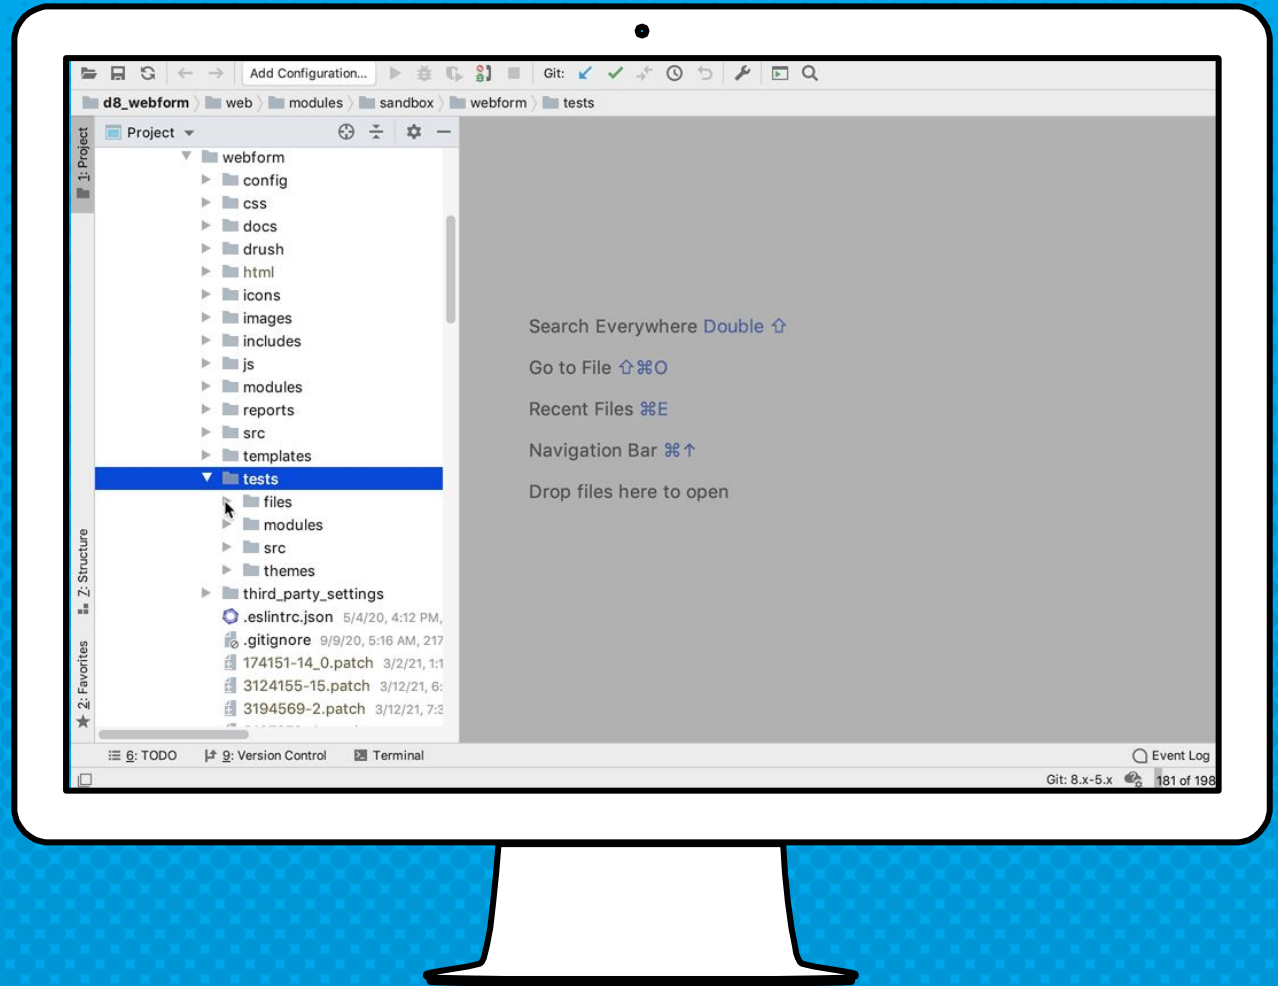 Add Configuration... Git:
d8_webform web modules sandbox webform tests
1: Project
Project
webform
config
css
docs
drush
html
icons
images
includes
js
modules
reports
src
templates
tests
files
modules
src
themes
third_party_settings
.eslintrc.json 5/4/20, 4:12 PM,
.gitignore 9/9/20, 5:16 AM, 217
174151-14_0.patch 3/2/21, 1:1
3124155-15.patch 3/12/21, 6:
3194569-2.patch 3/12/21, 7:3
Z: Structure
2: Favorites
Search Everywhere Double ⇧
Go to File ⇧⌘O
Recent Files ⌘E
Navigation Bar ⌘↑
Drop files here to open
6: TODO 9: Version Control Terminal Event Log
Git: 8.x-5.x 181 of 198